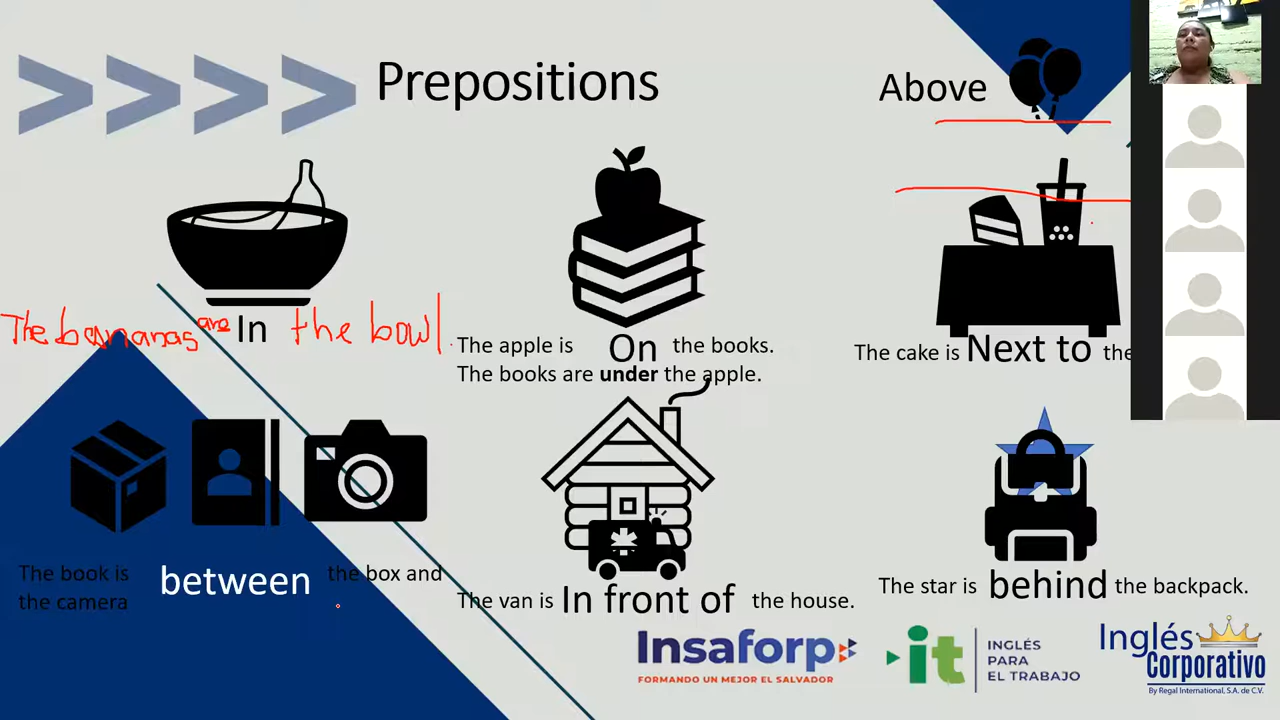 Prepositions
Above
The bananas are In the bowl
The apple is On the books.
The books are under the apple.
The cake is Next to the
The book is between the box and
the camera
The van is In front of the house.
The star is behind the backpack.
Insaforp
FORMANDO UN MEJOR EL SALVADOR
it
INGLÉS
PARA
EL TRABAJO
Inglés
Corporativo
By Regal International, S.A. de C.V.